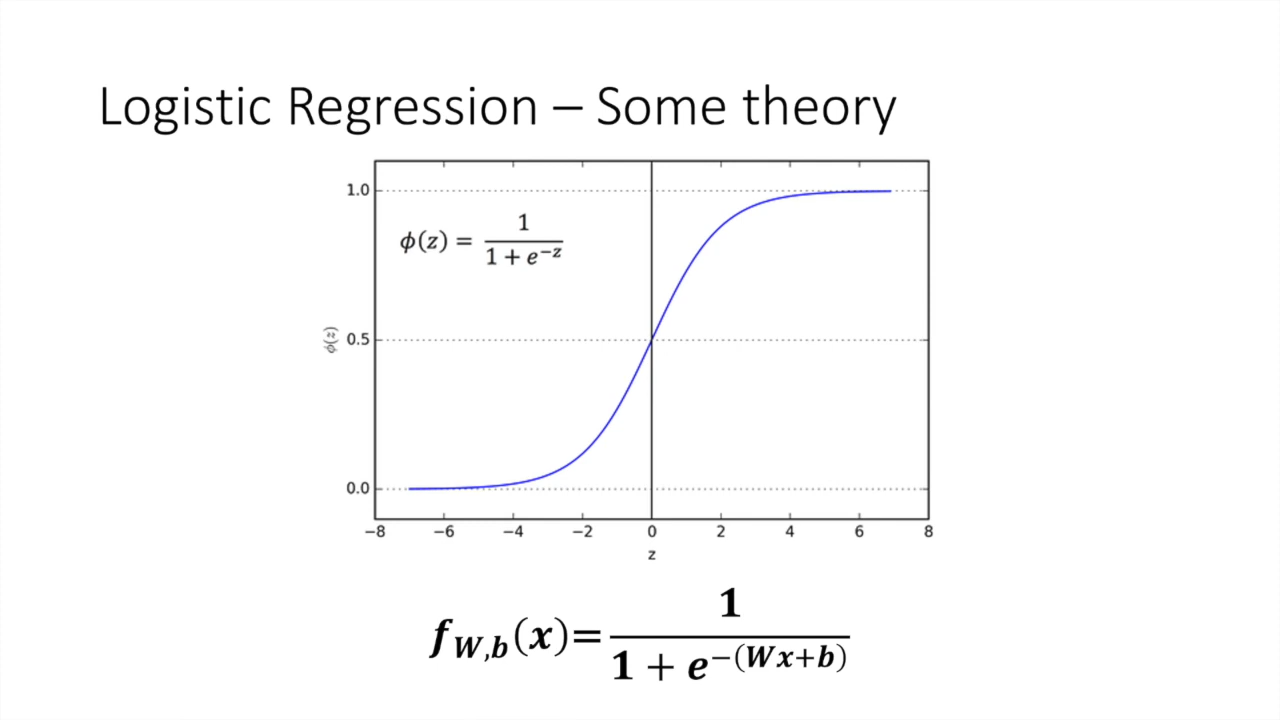 Logistic Regression – Some theory
1.0
ϕ(z) = 1 / (1 + e^{−z})
ϕ(z)
0.5
0.0
−8 −6 −4 −2 0 2 4 6 8
z
f_{W,b}(x)= 1 / (1 + e^{−(Wx+b)})